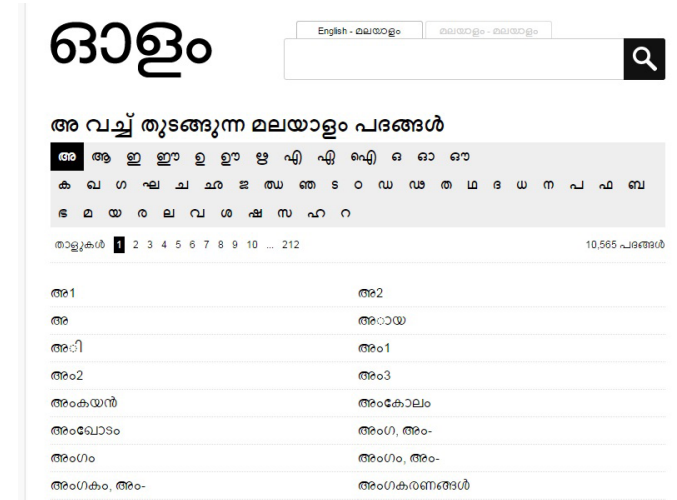 ഓളം
English - മലയാളം മലയാളം - മലയാളം
അ വച്ച് തുടങ്ങുന്ന മലയാളം പദങ്ങൾ
അ ആ ഇ ഈ ഉ ഊ ഋ എ ഏ ഐ ഒ ഓ ഔ
ക ഖ ഗ ഘ ച ഛ ജ ഝ ഞ ട ഠ ഡ ഢ ത ഥ ദ ധ ന പ ഫ ബ
ഭ മ യ ര ല വ ശ ഷ സ ഹ റ
താളുകൾ 1 2 3 4 5 6 7 8 9 10 ... 212 10,565 പദങ്ങൾ
അ1 അ2
അ അായ
അി അം1
അം2 അം3
അംകയൻ അംകോലം
അംഖോടം അംഗ, അം-
അംഗം അംഗം, അം-
അംഗകം, അം- അംഗകരണങ്ങൾ